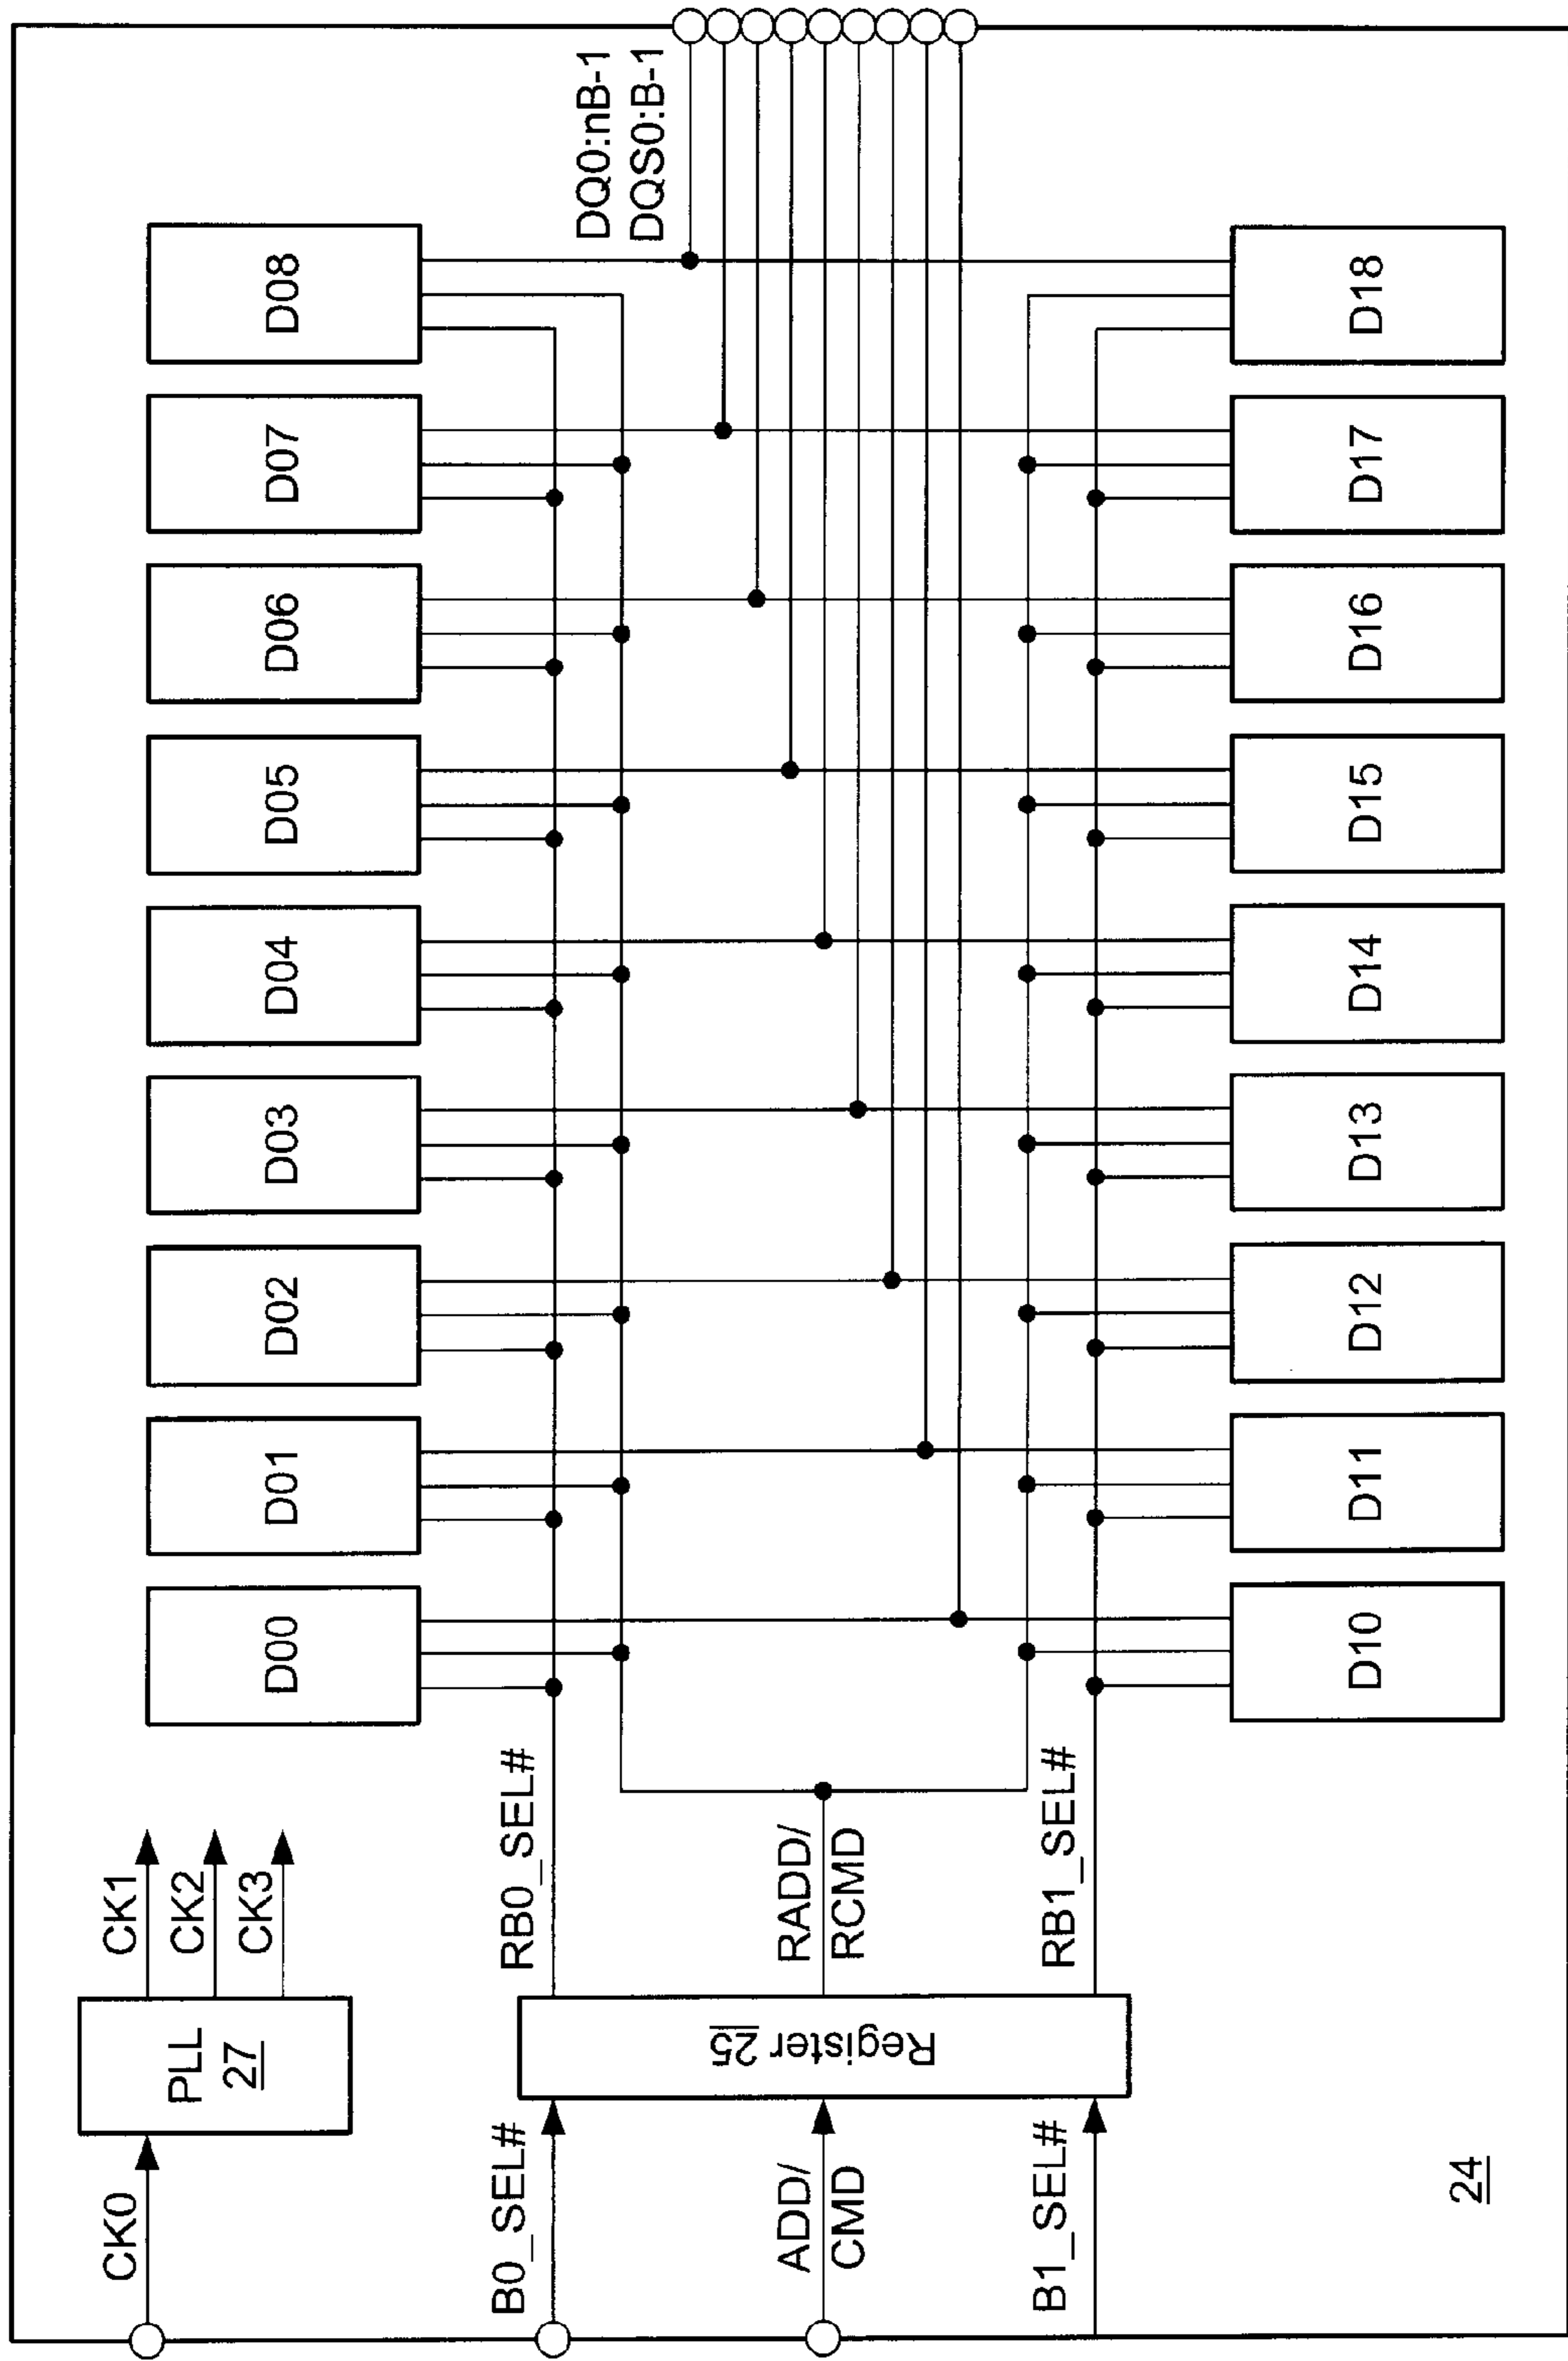 DQ0:nB-1
DQS0:B-1
D08
D07
D06
D05
D04
D03
D02
D01
D00
D18
D17
D16
D15
D14
D13
D12
D11
D10
CK0
PLL
27
CK1
CK2
CK3
B0_SEL#
ADD/
CMD
B1_SEL#
Register 25
RB0_SEL#
RADD/
RCMD
RB1_SEL#
24